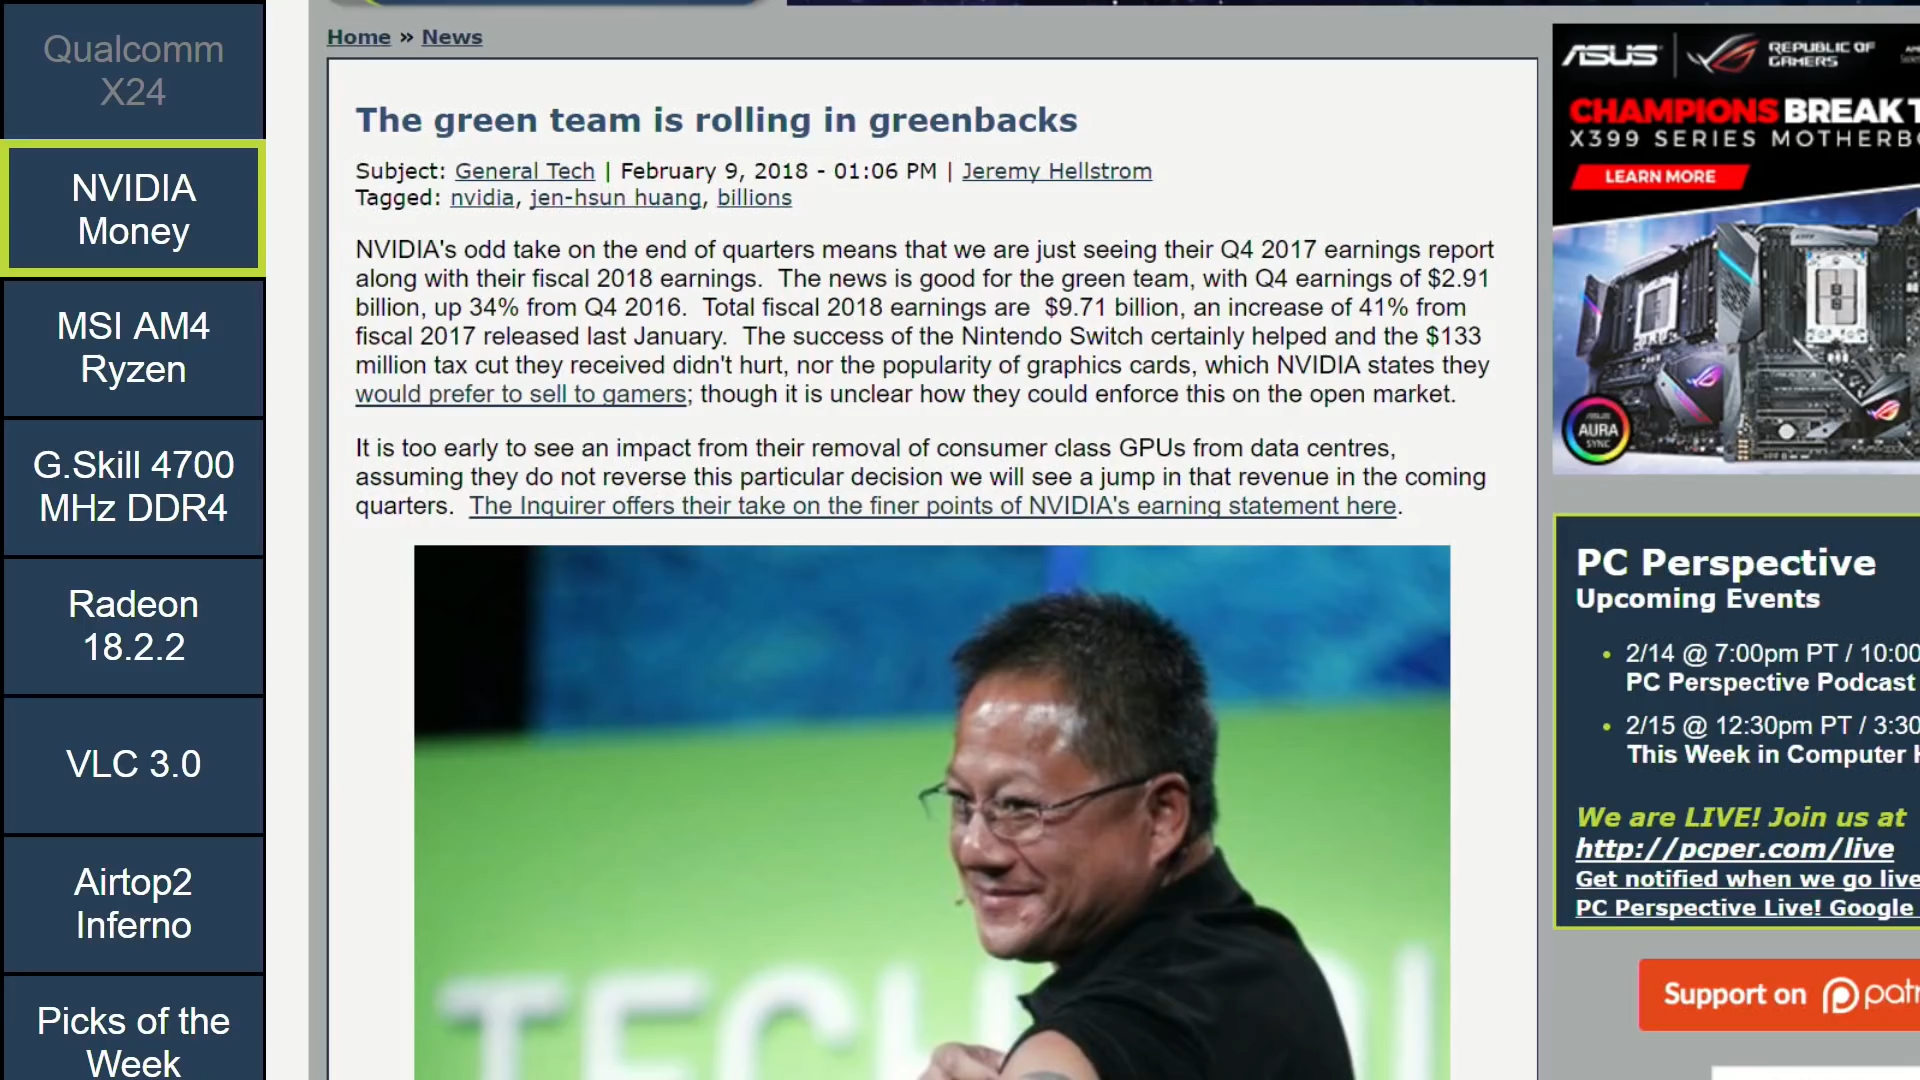 Qualcomm
X24
NVIDIA
Money
MSI AM4
Ryzen
G.Skill 4700
MHz DDR4
Radeon
18.2.2
VLC 3.0
Airtop2
Inferno
Picks of the
Week
Home » News
The green team is rolling in greenbacks
Subject: General Tech | February 9, 2018 - 01:06 PM | Jeremy Hellstrom
Tagged: nvidia, jen-hsun huang, billions
NVIDIA's odd take on the end of quarters means that we are just seeing their Q4 2017 earnings report
along with their fiscal 2018 earnings.  The news is good for the green team, with Q4 earnings of $2.91
billion, up 34% from Q4 2016.  Total fiscal 2018 earnings are  $9.71 billion, an increase of 41% from
fiscal 2017 released last January.  The success of the Nintendo Switch certainly helped and the $133
million tax cut they received didn't hurt, nor the popularity of graphics cards, which NVIDIA states they
would prefer to sell to gamers; though it is unclear how they could enforce this on the open market.
It is too early to see an impact from their removal of consumer class GPUs from data centres,
assuming they do not reverse this particular decision we will see a jump in that revenue in the coming
quarters.  The Inquirer offers their take on the finer points of NVIDIA's earning statement here.
TECH
ASUS
REPUBLIC OF
GAMERS
CHAMPIONS BREAK T
X399 SERIES MOTHERBO
LEARN MORE
AURA
SYNC
PC Perspective
Upcoming Events
2/14 @ 7:00pm PT / 10:00
PC Perspective Podcast
2/15 @ 12:30pm PT / 3:30
This Week in Computer H
We are LIVE! Join us at
http://pcper.com/live
Get notified when we go live
PC Perspective Live! Google
Support on patr